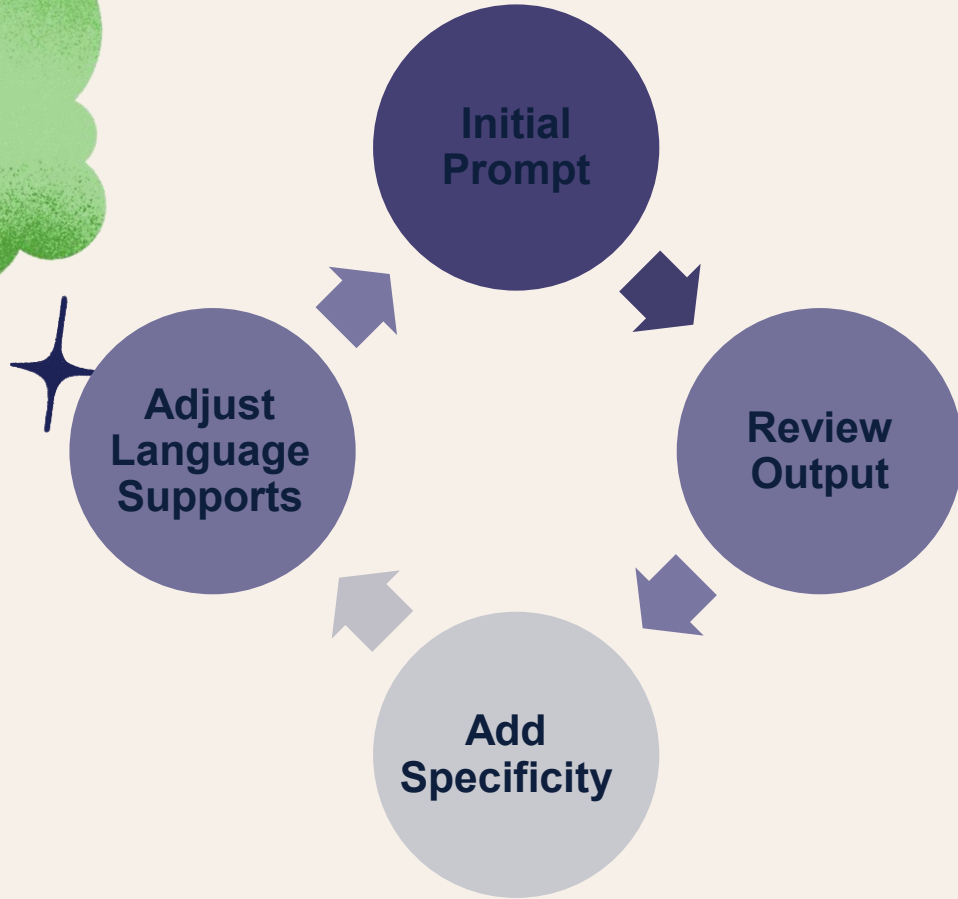 Initial
Prompt
Review
Output
Add
Specificity
Adjust
Language
Supports